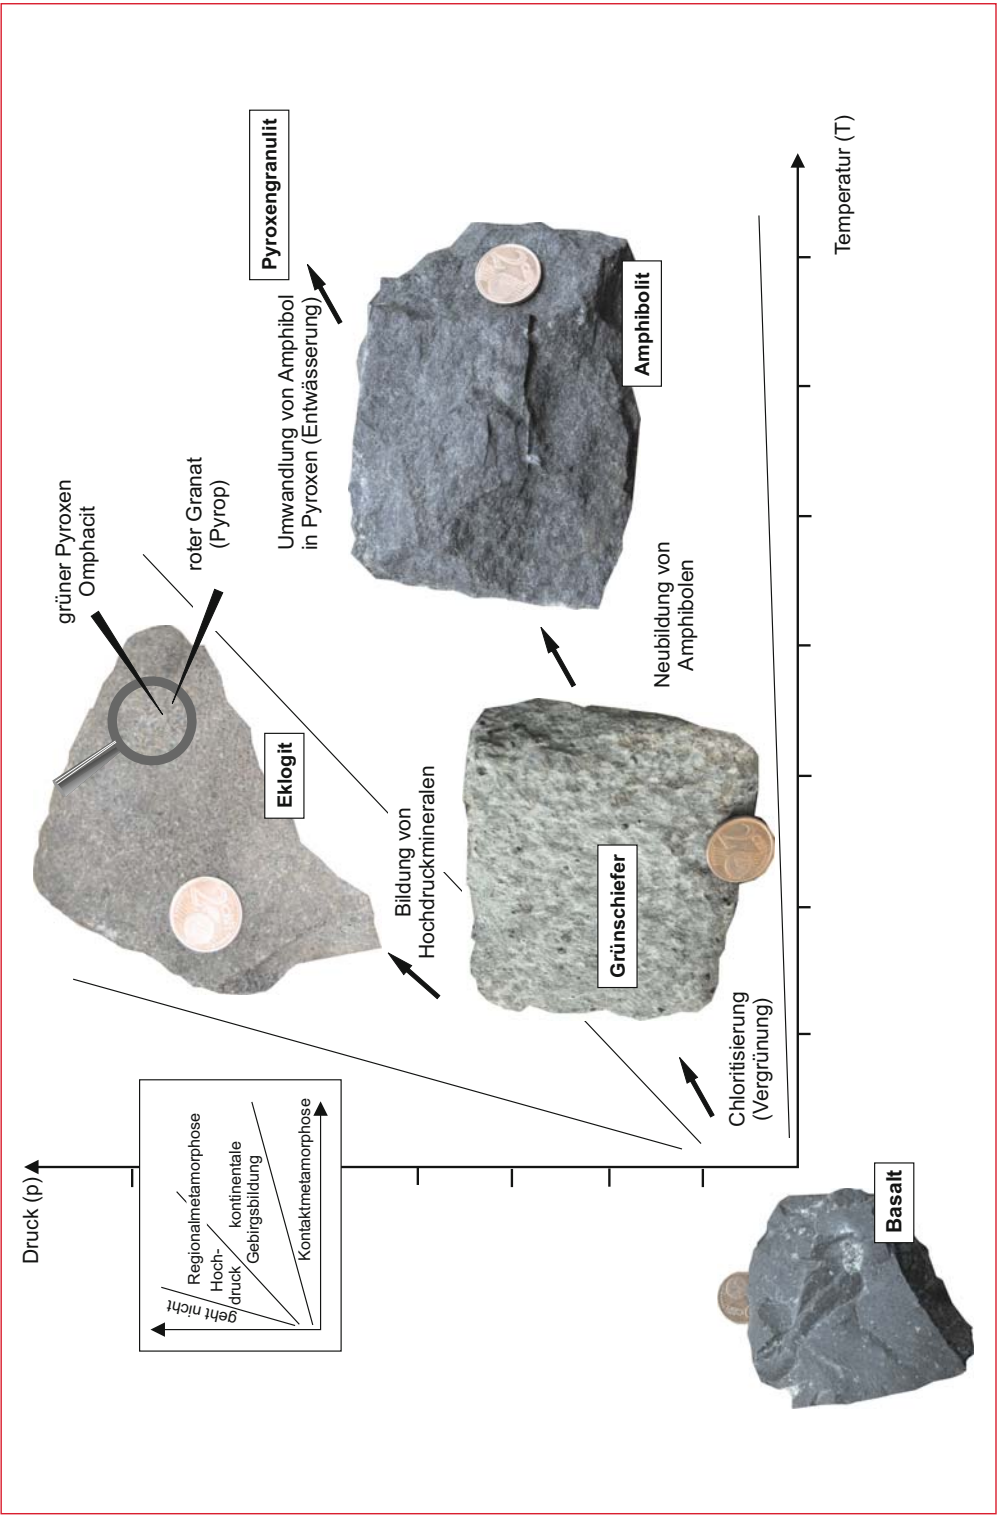 Druck (p)
geht nicht
Regionalmetamorphose
Hoch-
druck
kontinentale
Gebirgsbildung
Kontaktmetamorphose
grüner Pyroxen
Omphacit
roter Granat
(Pyrop)
Eklogit
Bildung von
Hochdruckmineralen
Umwandlung von Amphibol
in Pyroxen (Entwässerung)
Pyroxengranulit
Amphibolit
Neubildung von
Amphibolen
Grünschiefer
Chloritisierung
(Vergrünung)
Basalt
Temperatur (T)